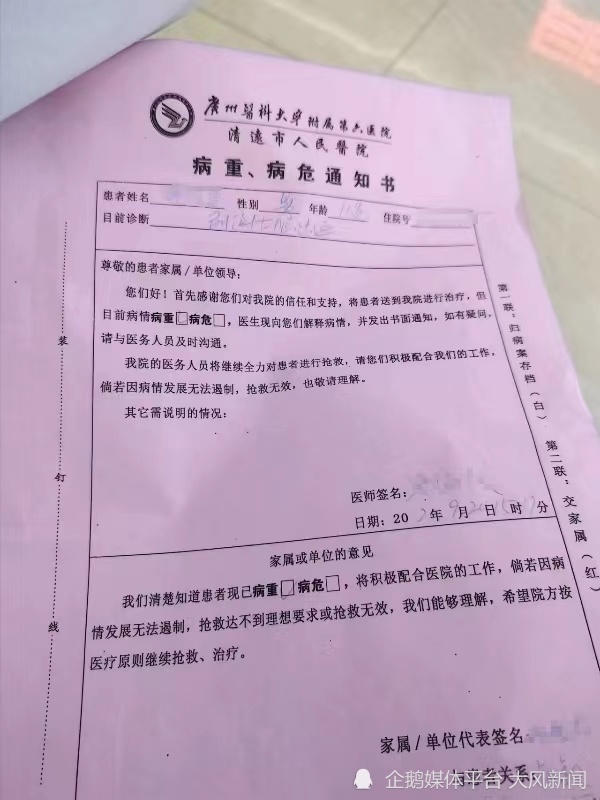 广州医科大学附属第六医院
清远市人民医院
病重、病危通知书
患者姓名 性别 男 年龄 住院号
目前诊断
尊敬的患者家属/单位领导:
您们好!首先感谢您们对我院的信任和支持,将患者送到我院进行治疗,但
目前病情病重□病危□,医生现向您们解释病情,并发出书面通知,如有疑问,
请与医务人员及时沟通。
我院的医务人员将继续全力对患者进行抢救,请您们积极配合我们的工作,
倘若因病情发展无法遏制,抢救无效,也敬请理解。
其它需说明的情况:
医师签名:
日期:20 年 月 日 时 分
家属或单位的意见
我们清楚知道患者现已病重□病危□,将积极配合医院的工作,倘若因病
情发展无法遏制,抢救达不到理想要求或抢救无效,我们能够理解,希望院方按
医疗原则继续抢救、治疗。
家属/单位代表签名
与患者关系
装
钉
线
第一联:归病案存档(白)
第二联:交家属(红)
企鹅媒体平台 大风新闻